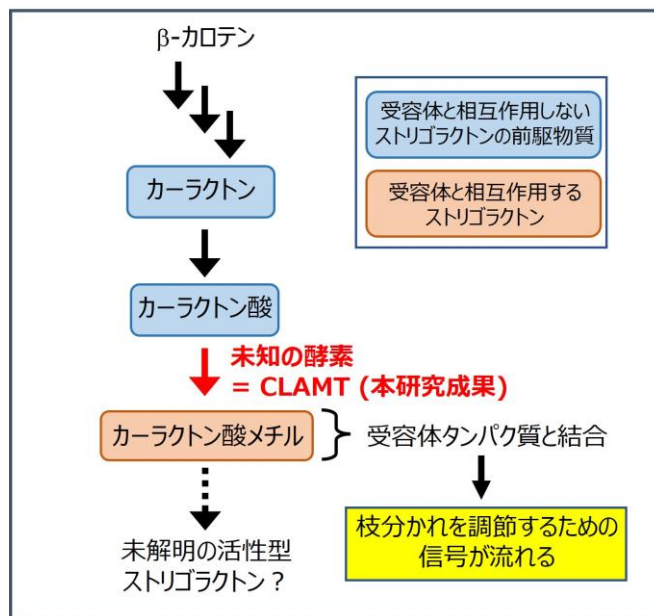 β-カロテン
受容体と相互作用しない
ストリゴラクトンの前駆物質
受容体と相互作用する
ストリゴラクトン
カーラクトン
カーラクトン酸
未知の酵素
= CLAMT (本研究成果)
カーラクトン酸メチル
受容体タンパク質と結合
枝分かれを調節するための
信号が流れる
未解明の活性型
ストリゴラクトン？